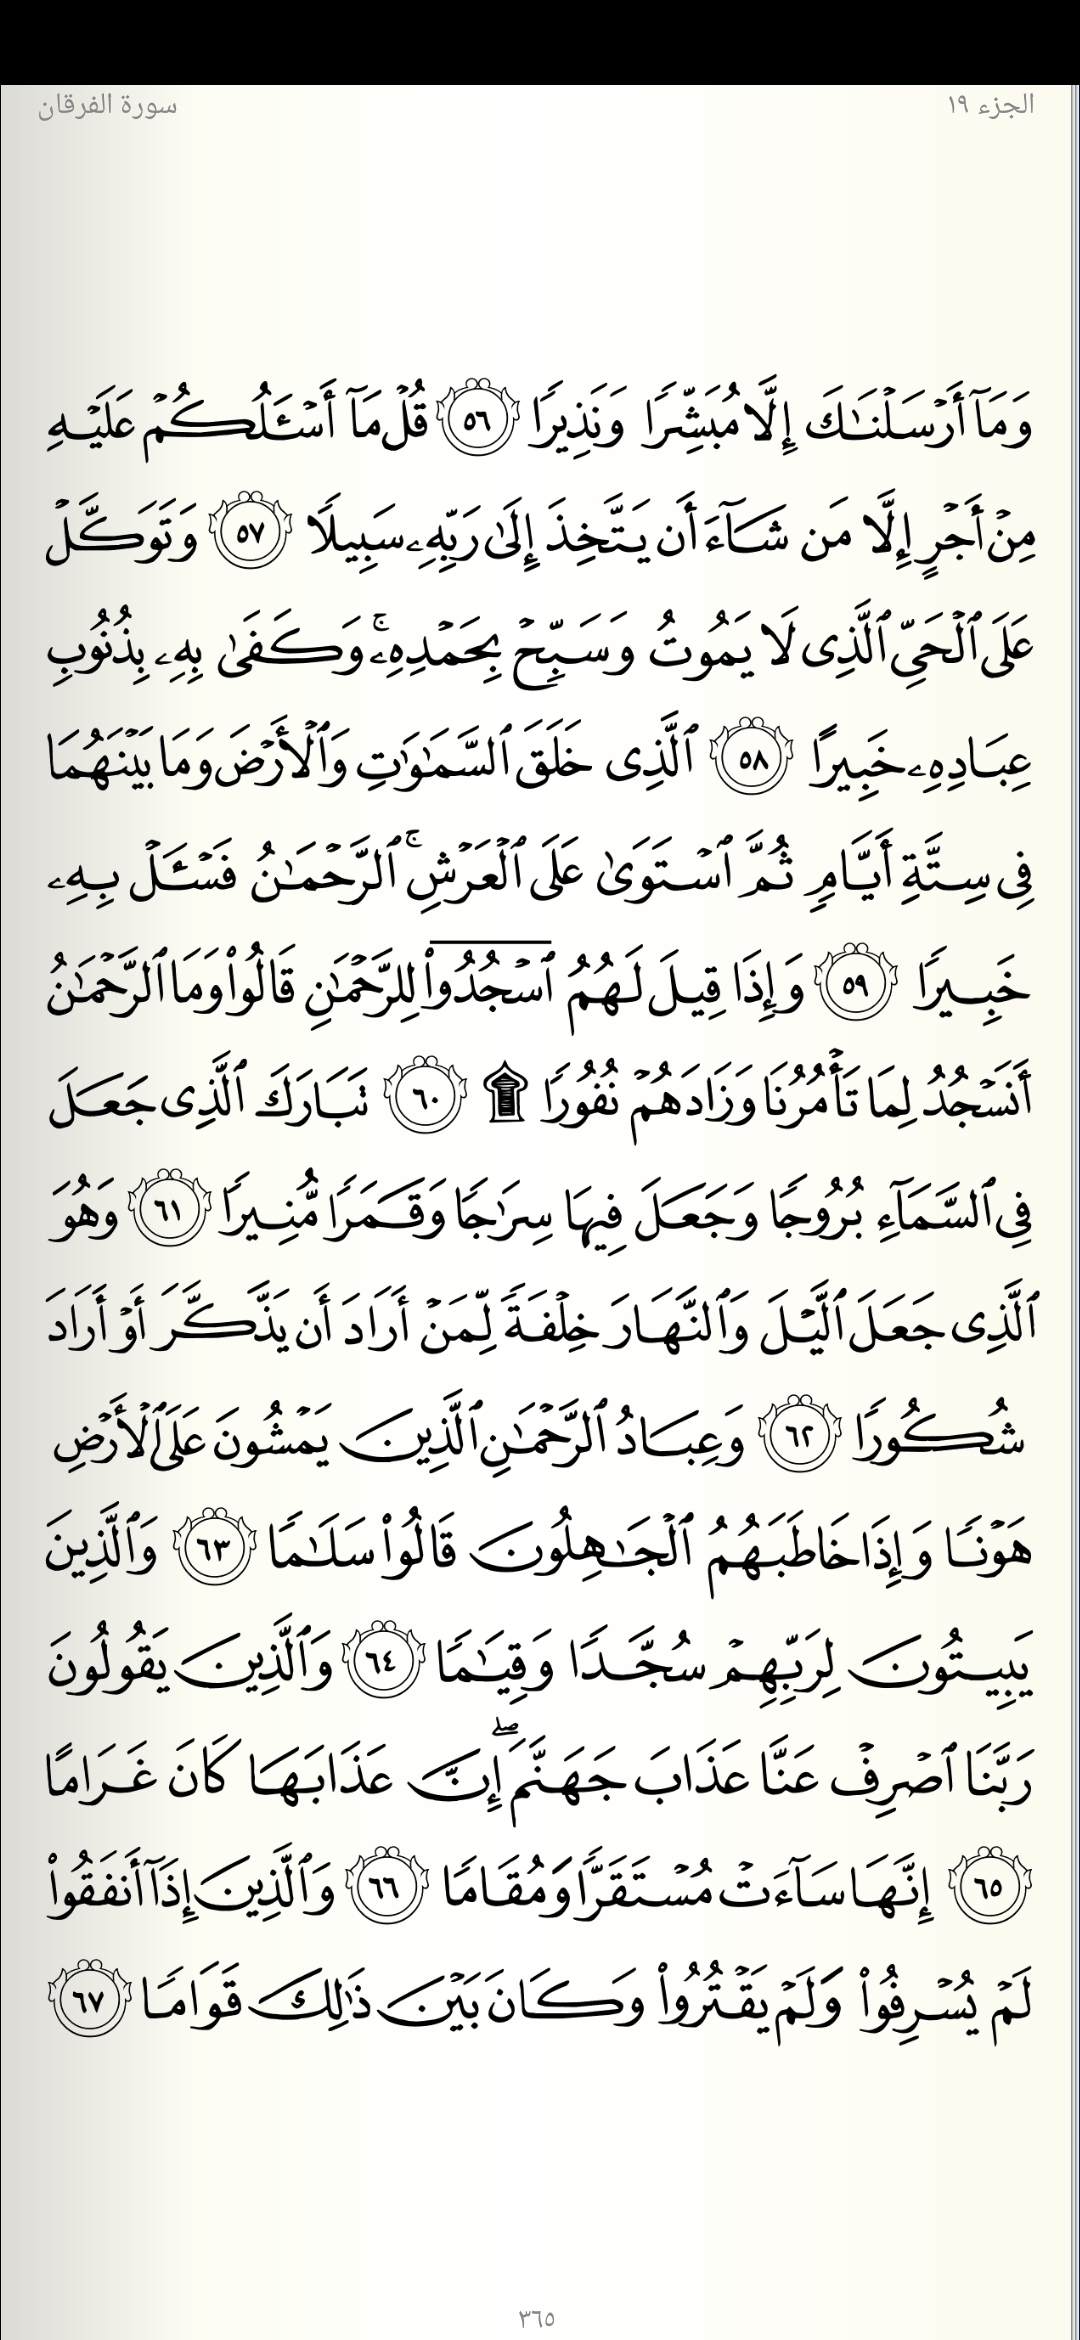 الجزء ١٩
سورة الفرقان
وَمَآ أَرْسَلْنَٰكَ إِلَّا مُبَشِّرًا وَنَذِيرًا ٥٦ قُلْ مَآ أَسْـَٔلُكُمْ عَلَيْهِ
مِنْ أَجْرٍ إِلَّا مَن شَآءَ أَن يَتَّخِذَ إِلَىٰ رَبِّهِۦ سَبِيلًا ٥٧ وَتَوَكَّلْ
عَلَى ٱلْحَىِّ ٱلَّذِى لَا يَمُوتُ وَسَبِّحْ بِحَمْدِهِۦۚ وَكَفَىٰ بِهِۦ بِذُنُوبِ
عِبَادِهِۦ خَبِيرًا ٥٨ ٱلَّذِى خَلَقَ ٱلسَّمَٰوَٰتِ وَٱلْأَرْضَ وَمَا بَيْنَهُمَا
فِى سِتَّةِ أَيَّامٍ ثُمَّ ٱسْتَوَىٰ عَلَى ٱلْعَرْشِۚ ٱلرَّحْمَٰنُ فَسْـَٔلْ بِهِۦ
خَبِيرًا ٥٩ وَإِذَا قِيلَ لَهُمُ ٱسْجُدُوا۟ لِلرَّحْمَٰنِ قَالُوا۟ وَمَا ٱلرَّحْمَٰنُ
أَنَسْجُدُ لِمَا تَأْمُرُنَا وَزَادَهُمْ نُفُورًا ۩ ٦٠ تَبَارَكَ ٱلَّذِى جَعَلَ
فِى ٱلسَّمَآءِ بُرُوجًا وَجَعَلَ فِيهَا سِرَٰجًا وَقَمَرًا مُّنِيرًا ٦١ وَهُوَ
ٱلَّذِى جَعَلَ ٱلَّيْلَ وَٱلنَّهَارَ خِلْفَةً لِّمَنْ أَرَادَ أَن يَذَّكَّرَ أَوْ أَرَادَ
شُكُورًا ٦٢ وَعِبَادُ ٱلرَّحْمَٰنِ ٱلَّذِينَ يَمْشُونَ عَلَى ٱلْأَرْضِ
هَوْنًا وَإِذَا خَاطَبَهُمُ ٱلْجَٰهِلُونَ قَالُوا۟ سَلَٰمًا ٦٣ وَٱلَّذِينَ
يَبِيتُونَ لِرَبِّهِمْ سُجَّدًا وَقِيَٰمًا ٦٤ وَٱلَّذِينَ يَقُولُونَ
رَبَّنَا ٱصْرِفْ عَنَّا عَذَابَ جَهَنَّمَۖ إِنَّ عَذَابَهَا كَانَ غَرَامًا
٦٥ إِنَّهَا سَآءَتْ مُسْتَقَرًّا وَمُقَامًا ٦٦ وَٱلَّذِينَ إِذَآ أَنفَقُوا۟
لَمْ يُسْرِفُوا۟ وَلَمْ يَقْتُرُوا۟ وَكَانَ بَيْنَ ذَٰلِكَ قَوَامًا ٦٧
٣٦٥